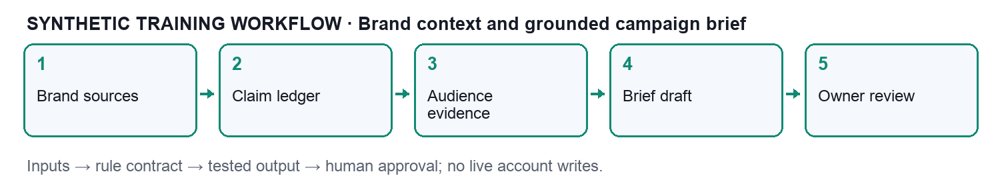 SYNTHETIC TRAINING WORKFLOW · Brand context and grounded campaign brief
1
Brand sources
2
Claim ledger
3
Audience
evidence
4
Brief draft
5
Owner review
Inputs → rule contract → tested output → human approval; no live account writes.